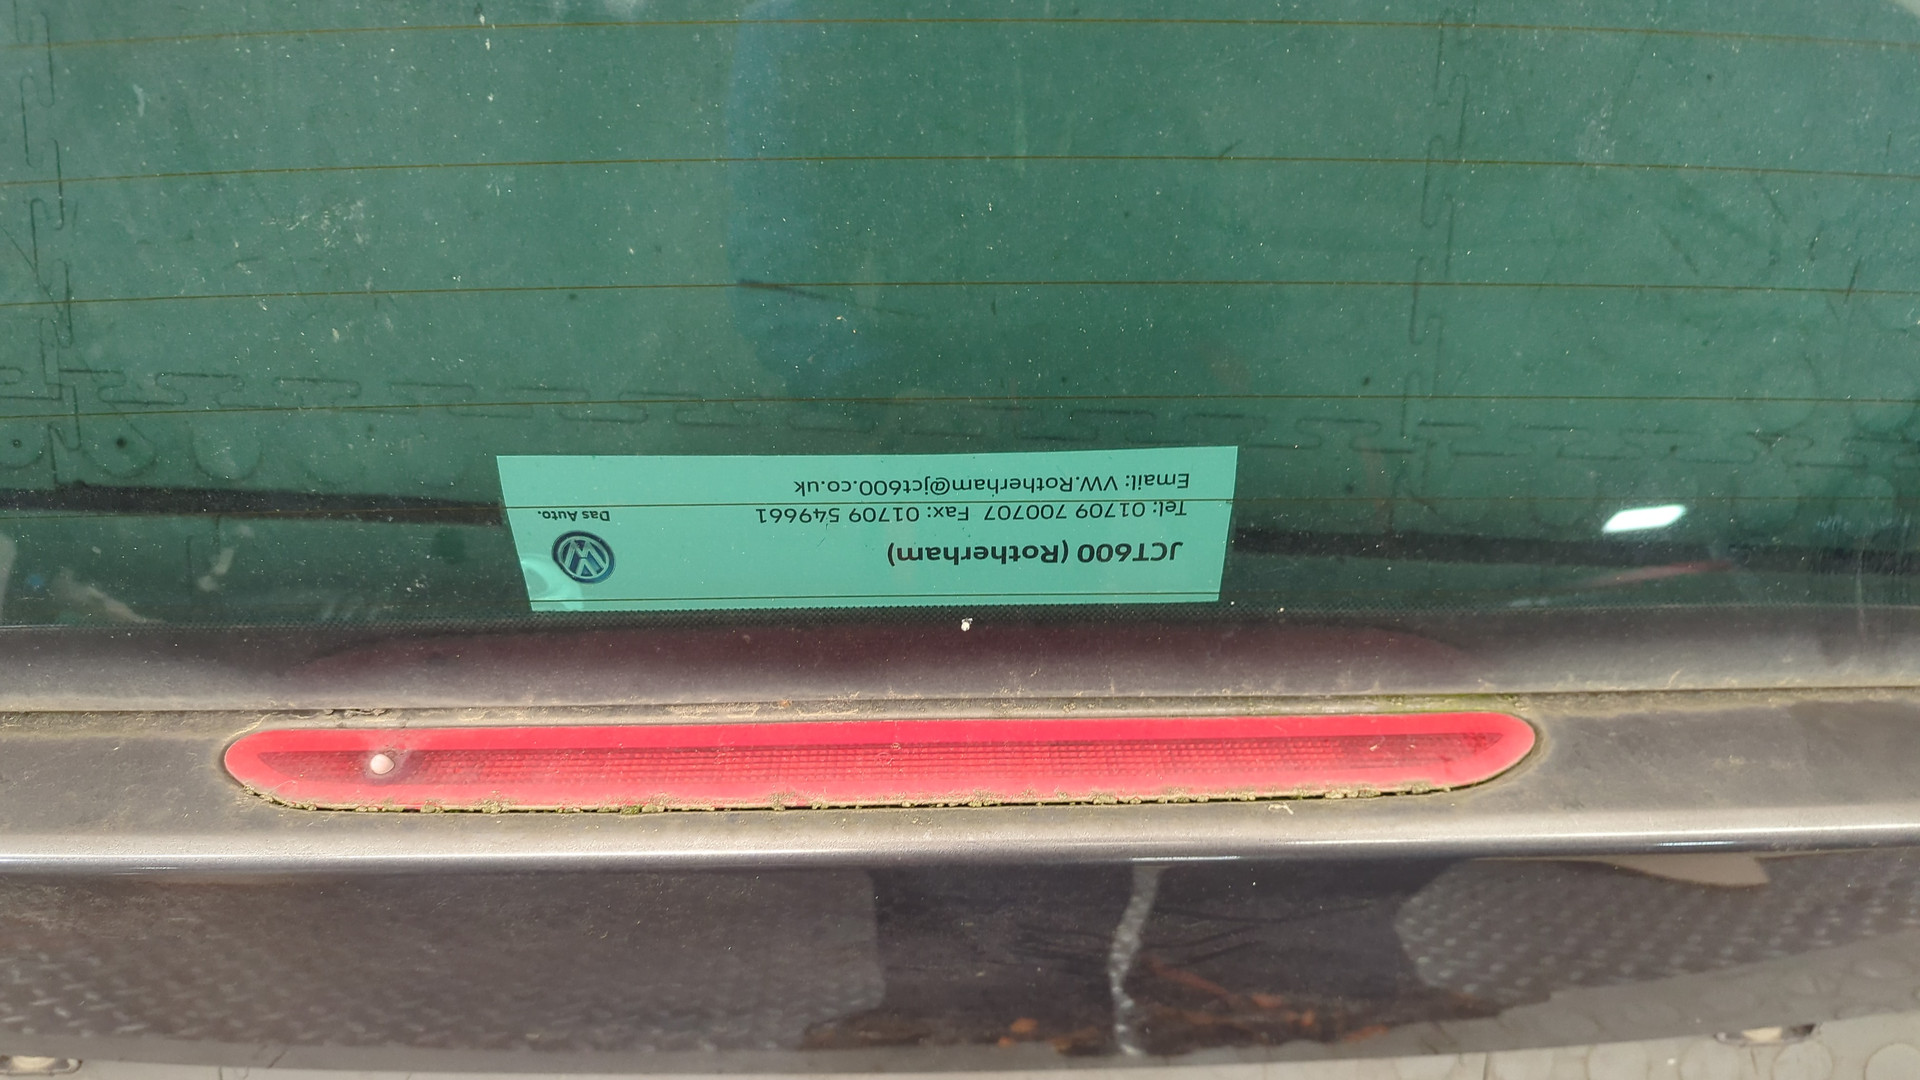 JCT600 (Rotherham)
Tel: 01709 700707 Fax: 01709 549661
Email: VW.Rotherham@jct600.co.uk
Das Auto.